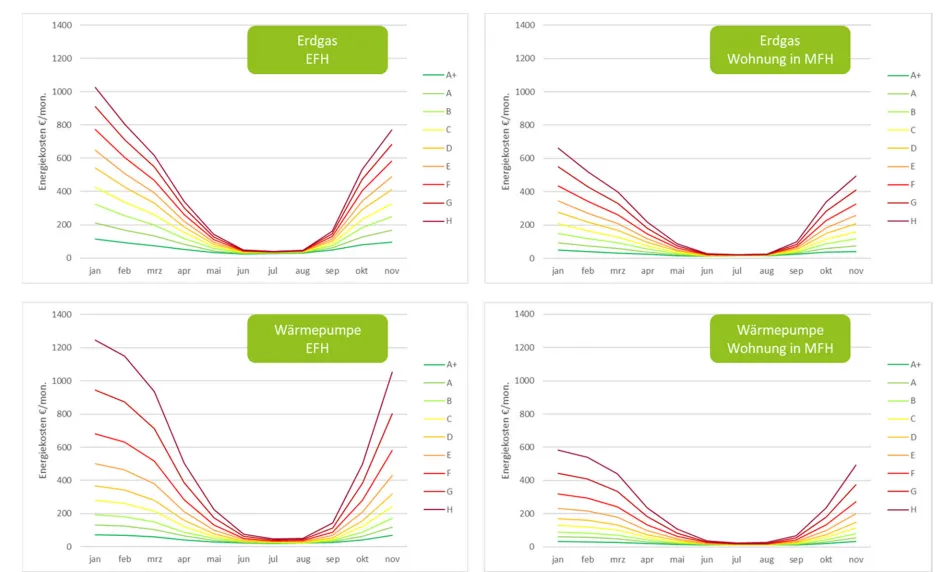 Erdgas
EFH
Energiekosten €/mon.
1400
1200
1000
800
600
400
200
0
jan feb mrz apr mai jun jul aug sep okt nov
A+
A
B
C
D
E
F
G
H
Erdgas
Wohnung in MFH
Energiekosten €/mon.
1400
1200
1000
800
600
400
200
0
jan feb mrz apr mai jun jul aug sep okt nov
A+
A
B
C
D
E
F
G
H
Wärmepumpe
EFH
Energiekosten €/mon.
1400
1200
1000
800
600
400
200
0
jan feb mrz apr mai jun jul aug sep okt nov
A+
A
B
C
D
E
F
G
H
Wärmepumpe
Wohnung in MFH
Energiekosten €/mon.
1400
1200
1000
800
600
400
200
0
jan feb mrz apr mai jun jul aug sep okt nov
A+
A
B
C
D
E
F
G
H